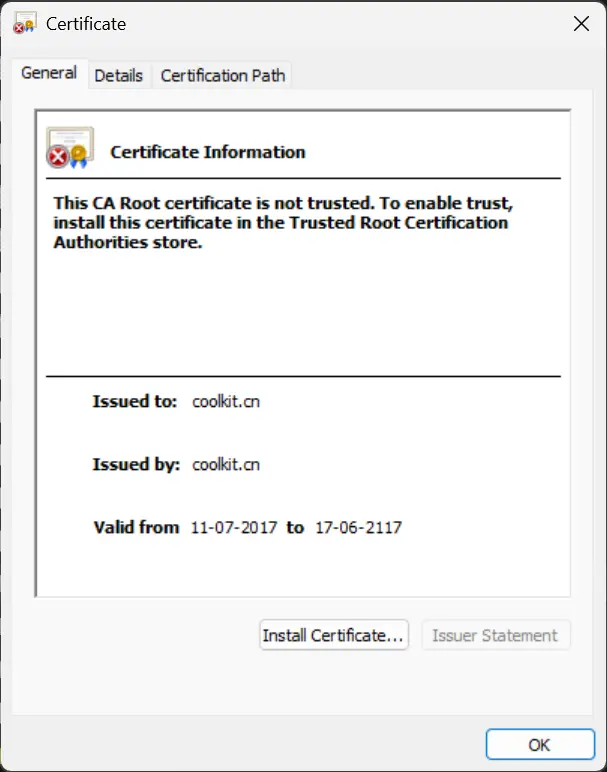 Certificate
General Details Certification Path
Certificate Information
This CA Root certificate is not trusted. To enable trust,
install this certificate in the Trusted Root Certification
Authorities store.
Issued to: coolkit.cn
Issued by: coolkit.cn
Valid from 11-07-2017 to 17-06-2117
Install Certificate... Issuer Statement
OK